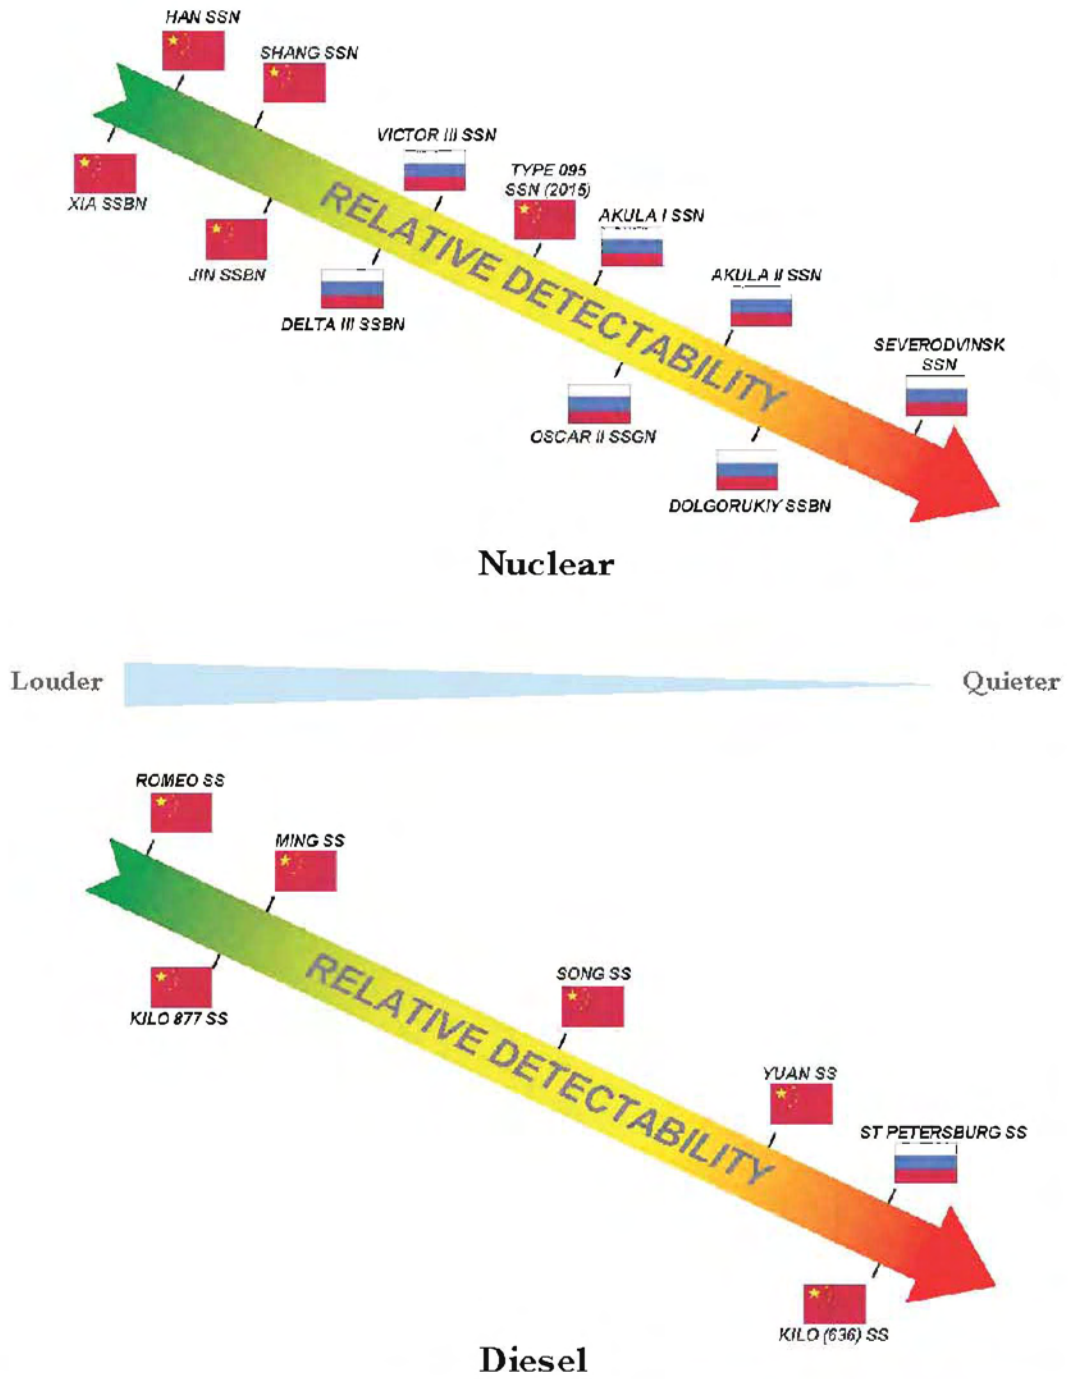 HAN SSN
SHANG SSN
VICTOR III SSN
TYPE 095
SSN (2015)
AKULA I SSN
XIA SSBN
JIN SSBN
AKULA II SSN
DELTA III SSBN
RELATIVE DETECTABILITY
SEVERODVINSK
SSN
OSCAR II SSGN
DOLGORUKIY SSBN
Nuclear
Louder
Quieter
ROMEO SS
MING SS
KILO 877 SS
RELATIVE DETECTABILITY
SONG SS
YUAN SS
ST PETERSBURG SS
KILO (636) SS
Diesel